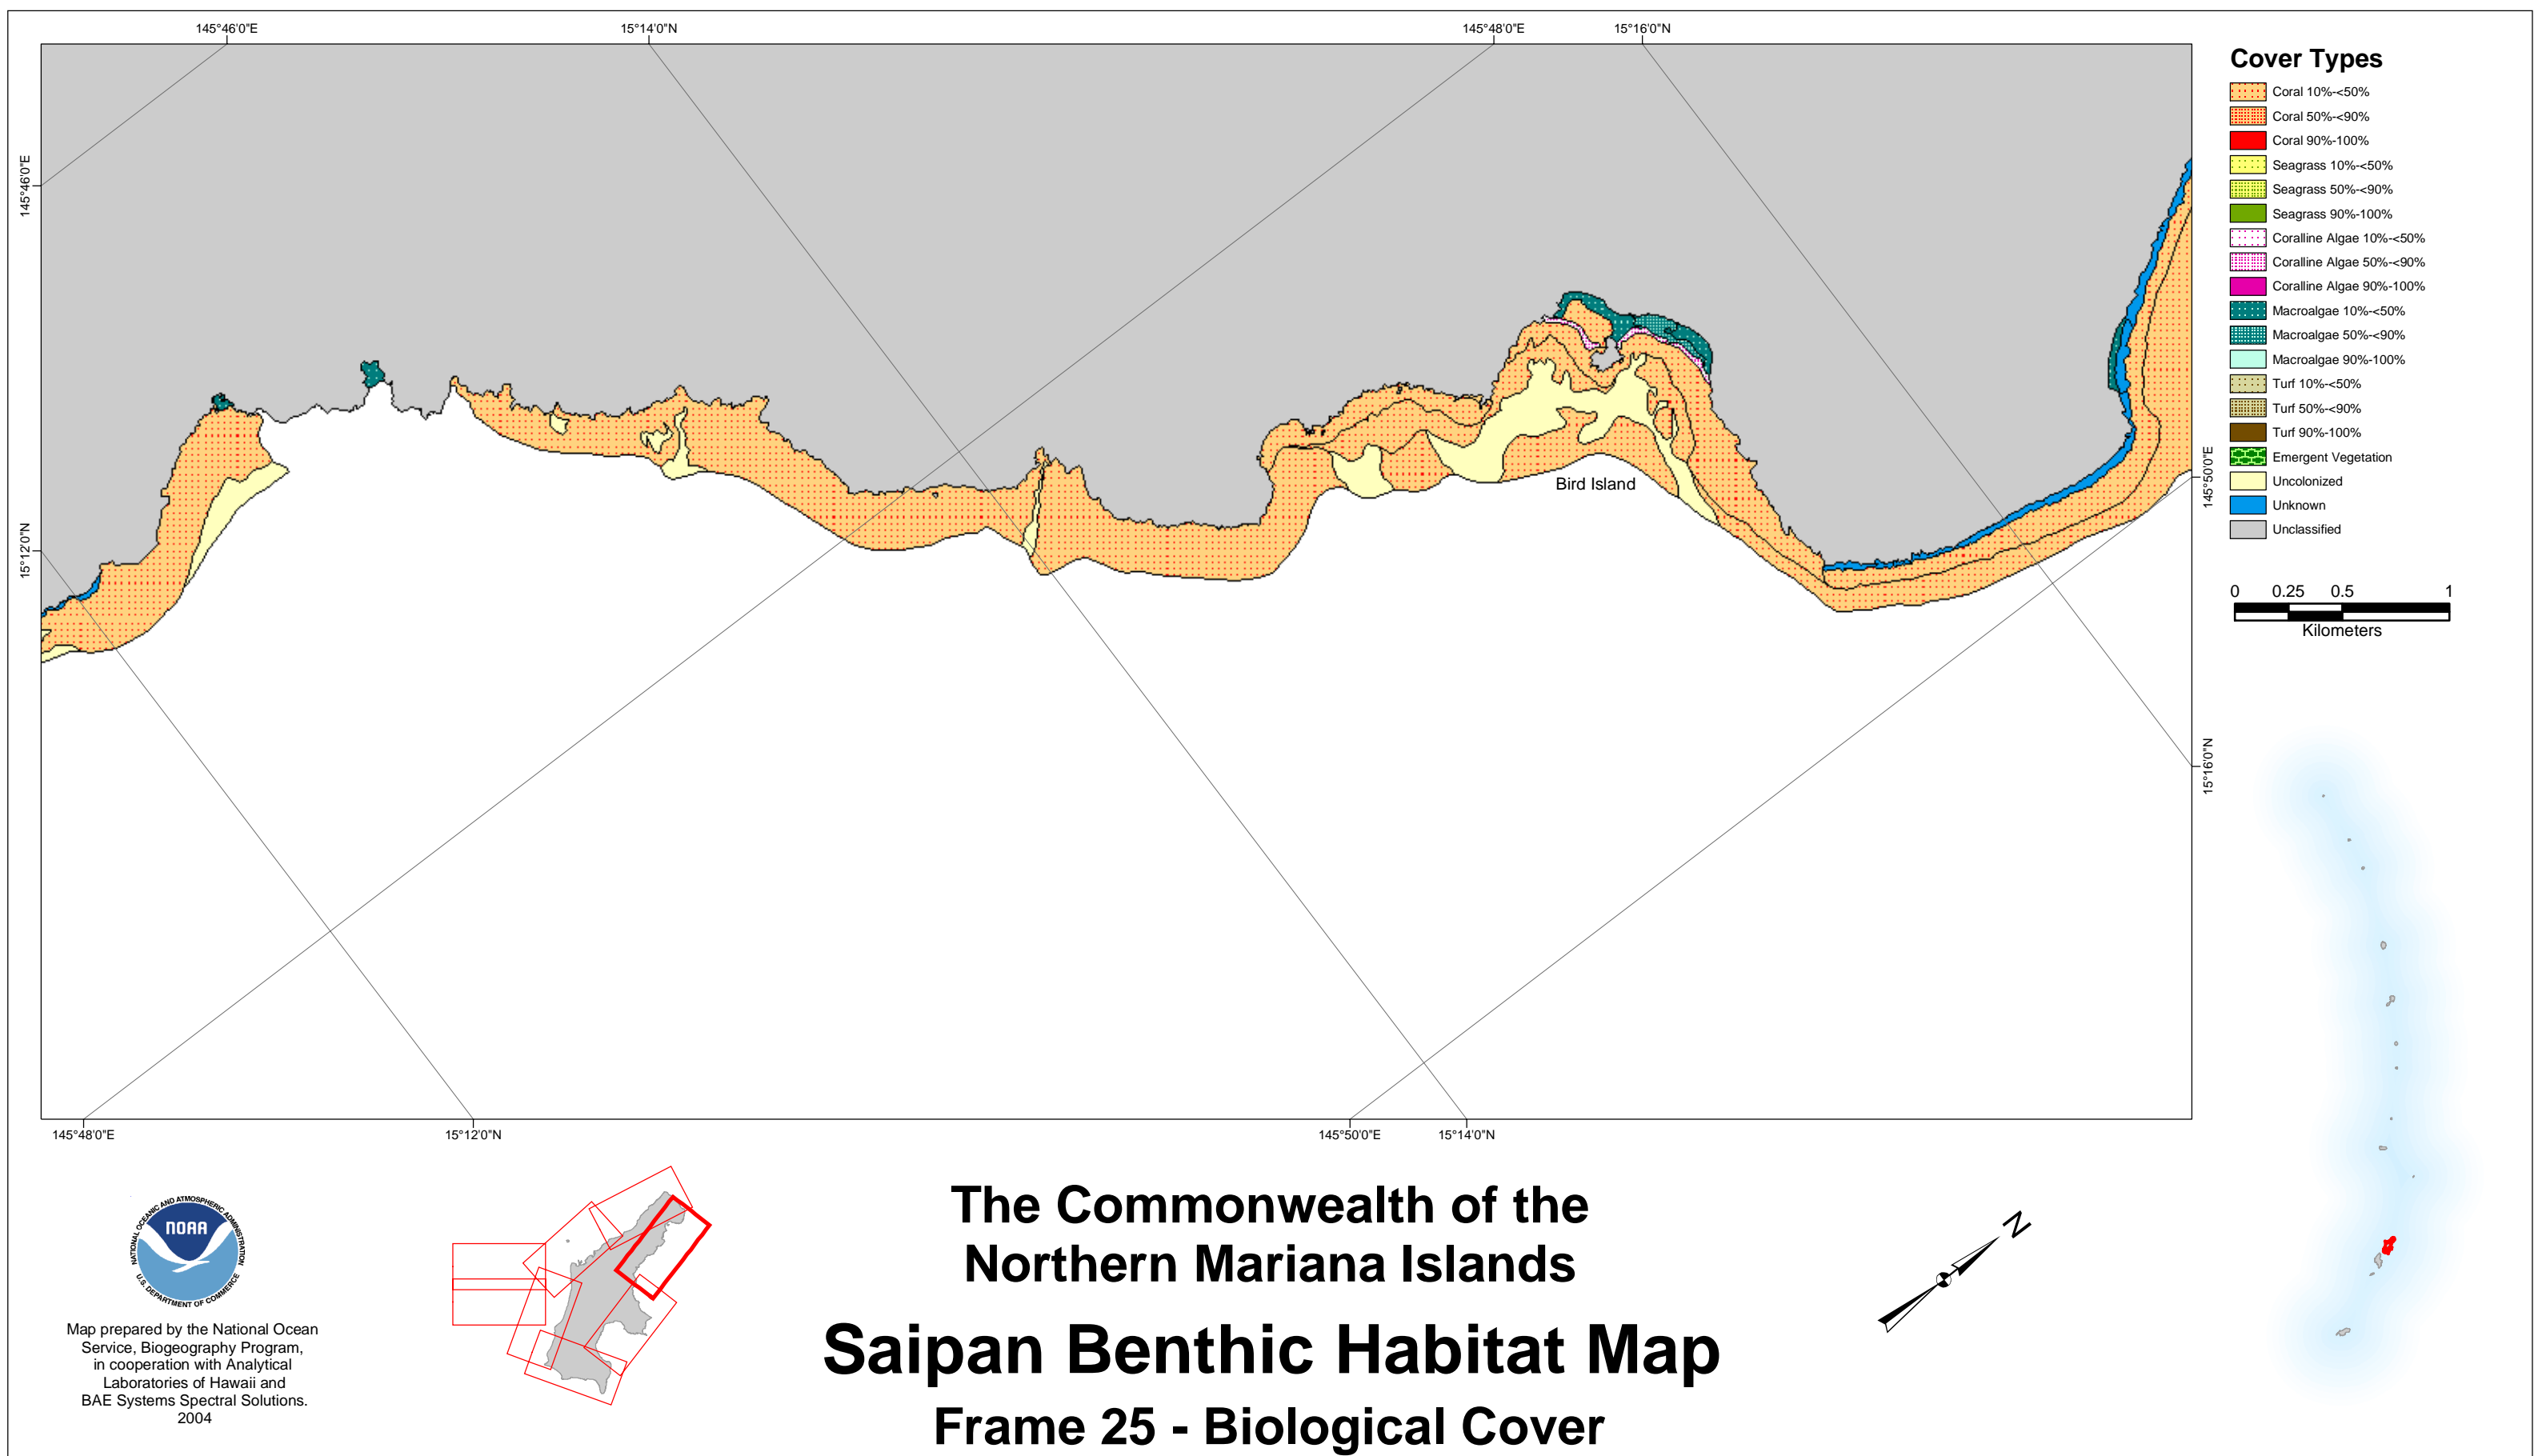 145°46'0"E
15°14'0"N
145°48'0"E
15°16'0"N
145°46'0"E
15°12'0"N
Bird Island
145°50'0"E
15°16'0"N
145°48'0"E
15°12'0"N
145°50'0"E
15°14'0"N
Cover Types
Coral 10%-<50%
Coral 50%-<90%
Coral 90%-100%
Seagrass 10%-<50%
Seagrass 50%-<90%
Seagrass 90%-100%
Coralline Algae 10%-<50%
Coralline Algae 50%-<90%
Coralline Algae 90%-100%
Macroalgae 10%-<50%
Macroalgae 50%-<90%
Macroalgae 90%-100%
Turf 10%-<50%
Turf 50%-<90%
Turf 90%-100%
Emergent Vegetation
Uncolonized
Unknown
Unclassified
0 0.25 0.5 1
Kilometers
NATIONAL OCEANIC AND ATMOSPHERIC ADMINISTRATION
NOAA
U.S. DEPARTMENT OF COMMERCE
Map prepared by the National Ocean
Service, Biogeography Program,
in cooperation with Analytical
Laboratories of Hawaii and
BAE Systems Spectral Solutions.
2004
The Commonwealth of the
Northern Mariana Islands
Saipan Benthic Habitat Map
Frame 25 - Biological Cover
N